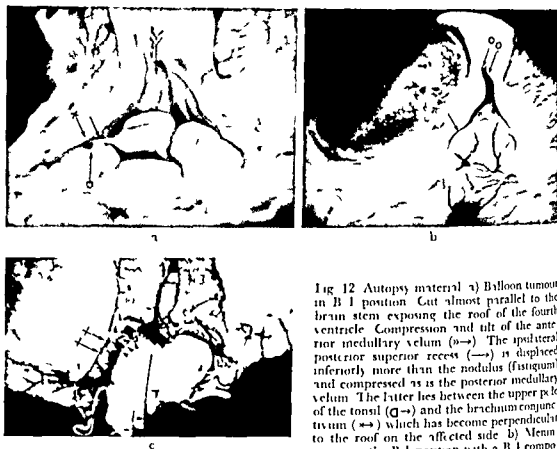 a
b
c
Fig 12 Autopsy material a) Balloon tumour
in B I position Cut almost parallel to the
brain stem exposing the roof of the fourth
ventricle Compression and tilt of the ante
rior medullary velum (»→) The ipsilateral
posterior superior recess (→) is displaced
inferiorly more than the nodulus (fastigium)
and compressed as is the posterior medullary
velum The latter lies between the upper pole
of the tonsil (→) and the brachium conjunc
tivum (→) which has become perpendicular
to the roof on the affected side b)